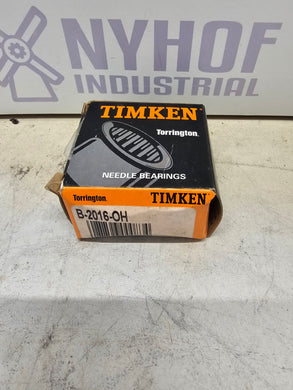 NYHOF
INDUSTRIAL
TIMKEN
Torrington
NEEDLE BEARINGS
Torrington
TIMKEN
B-2016-OH